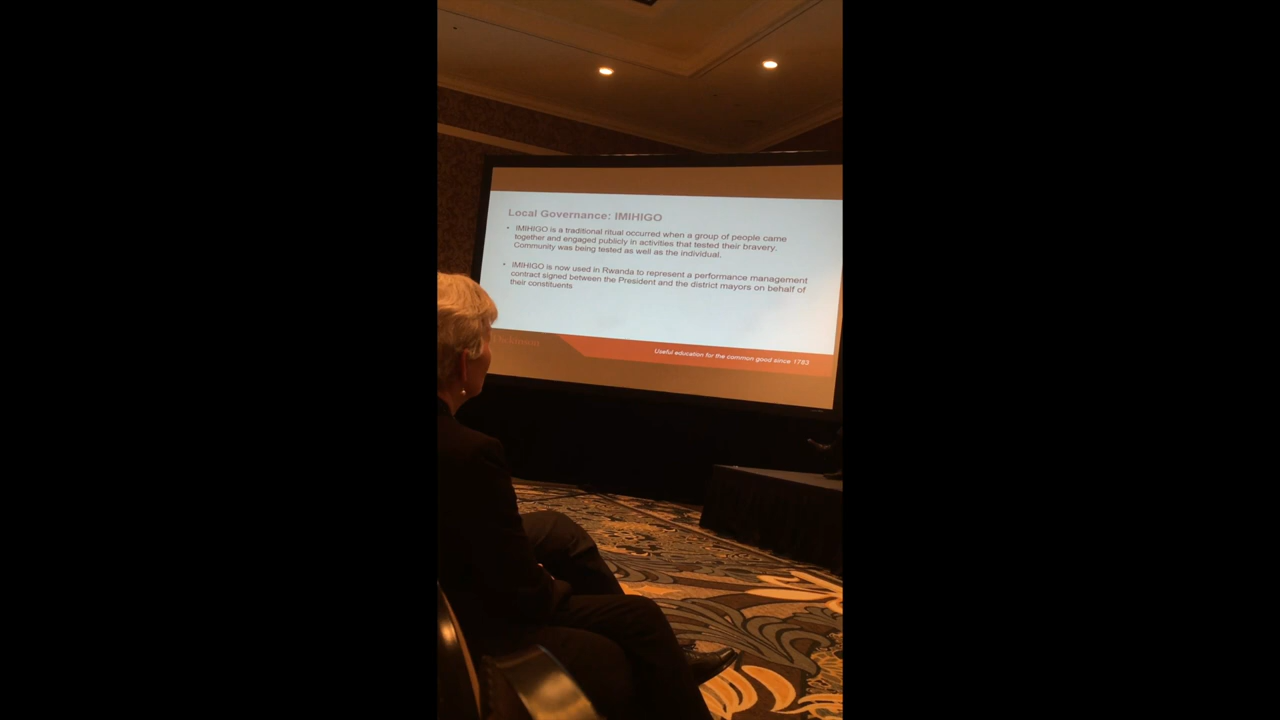 Local Governance: IMIHIGO
• IMIHIGO is a traditional ritual occurred when a group of people came
together and engaged publicly in activities that tested their bravery.
Community was being tested as well as the individual.
• IMIHIGO is now used in Rwanda to represent a performance management
contract signed between the President and the district mayors on behalf of
their constituents
Dickinson
Useful education for the common good since 1783